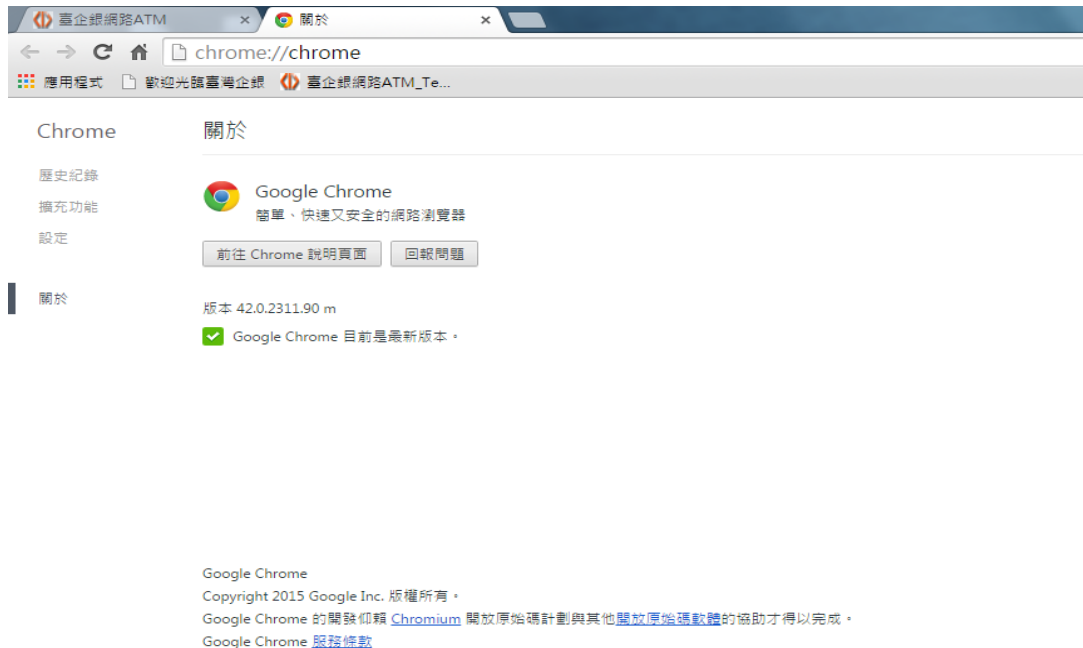 臺企銀網路ATM
關於
chrome://chrome
應用程式 歡迎光臨臺灣企銀 臺企銀網路ATM_Te...
Chrome
關於
歷史紀錄
擴充功能
設定
關於
Google Chrome
簡單、快速又安全的網路瀏覽器
前往 Chrome 說明頁面 回報問題
版本 42.0.2311.90 m
Google Chrome 目前是最新版本。
Google Chrome
Copyright 2015 Google Inc. 版權所有。
Google Chrome 的開發仰賴 Chromium 開放原始碼計劃與其他開放原始碼軟體的協助才得以完成。
Google Chrome 服務條款